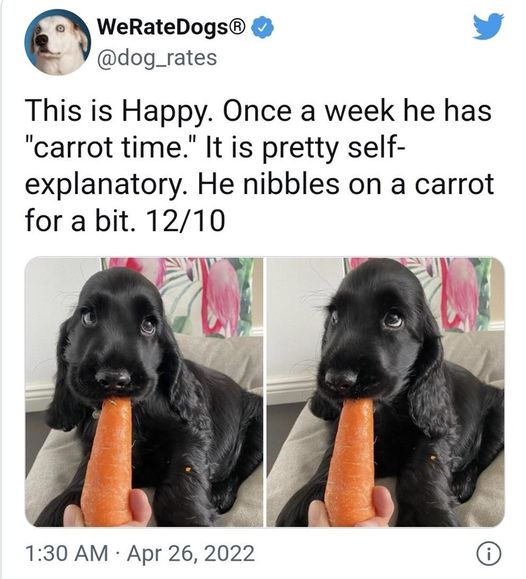 WeRateDogs®
@dog_rates
This is Happy. Once a week he has
"carrot time." It is pretty self-
explanatory. He nibbles on a carrot
for a bit. 12/10
1:30 AM · Apr 26, 2022